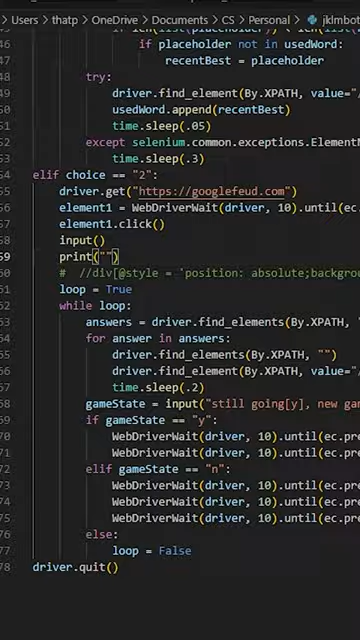 Users > thatp > OneDrive > Documents > CS > Personal > jklmbot
46 if placeholder not in usedWord:
47 recentBest = placeholder
48 try:
49 driver.find_element(By.XPATH, value="/
50 usedWord.append(recentBest)
51 time.sleep(.05)
52 except selenium.common.exceptions.ElementN
53 time.sleep(.3)
54 elif choice == "2":
55 driver.get("https://googlefeud.com")
56 element1 = WebDriverWait(driver, 10).until(ec
57 element1.click()
58 input()
59 print("")
60 # //div[@style = 'position: absolute;backgrou
61 loop = True
62 while loop:
63 answers = driver.find_elements(By.XPATH, '
64 for answer in answers:
65 driver.find_elements(By.XPATH, "")
66 driver.find_element(By.XPATH, value="/
67 time.sleep(.2)
68 gameState = input("still going[y], new gam
69 if gameState == "y":
70 WebDriverWait(driver, 10).until(ec.pre
71 WebDriverWait(driver, 10).until(ec.pre
72 elif gameState == "n":
73 WebDriverWait(driver, 10).until(ec.pre
74 WebDriverWait(driver, 10).until(ec.pre
75 WebDriverWait(driver, 10).until(ec.pre
76 else:
77 loop = False
78 driver.quit()